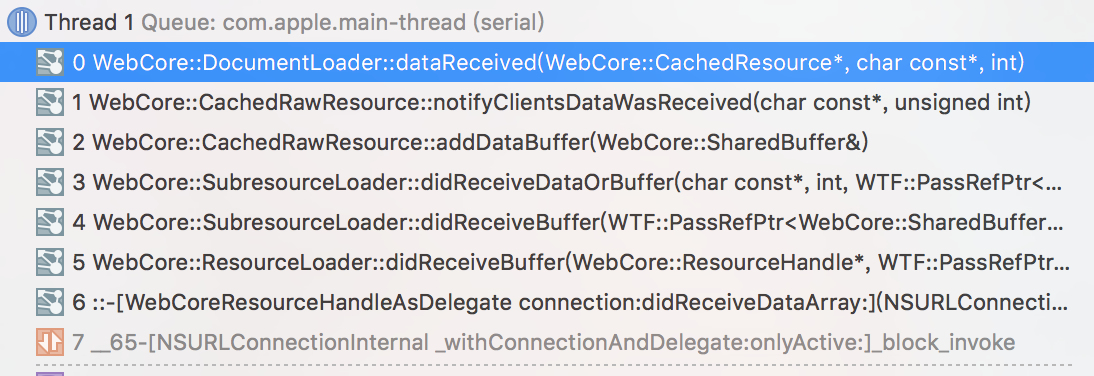 Thread 1 Queue: com.apple.main-thread (serial)
0 WebCore::DocumentLoader::dataReceived(WebCore::CachedResource*, char const*, int)
1 WebCore::CachedRawResource::notifyClientsDataWasReceived(char const*, unsigned int)
2 WebCore::CachedRawResource::addDataBuffer(WebCore::SharedBuffer&)
3 WebCore::SubresourceLoader::didReceiveDataOrBuffer(char const*, int, WTF::PassRefPtr<...
4 WebCore::SubresourceLoader::didReceiveBuffer(WTF::PassRefPtr<WebCore::SharedBuffer...
5 WebCore::ResourceLoader::didReceiveBuffer(WebCore::ResourceHandle*, WTF::PassRefPtr...
6 ::-[WebCoreResourceHandleAsDelegate connection:didReceiveDataArray:](NSURLConnecti...
7 __65-[NSURLConnectionInternal _withConnectionAndDelegate:onlyActive:]_block_invoke